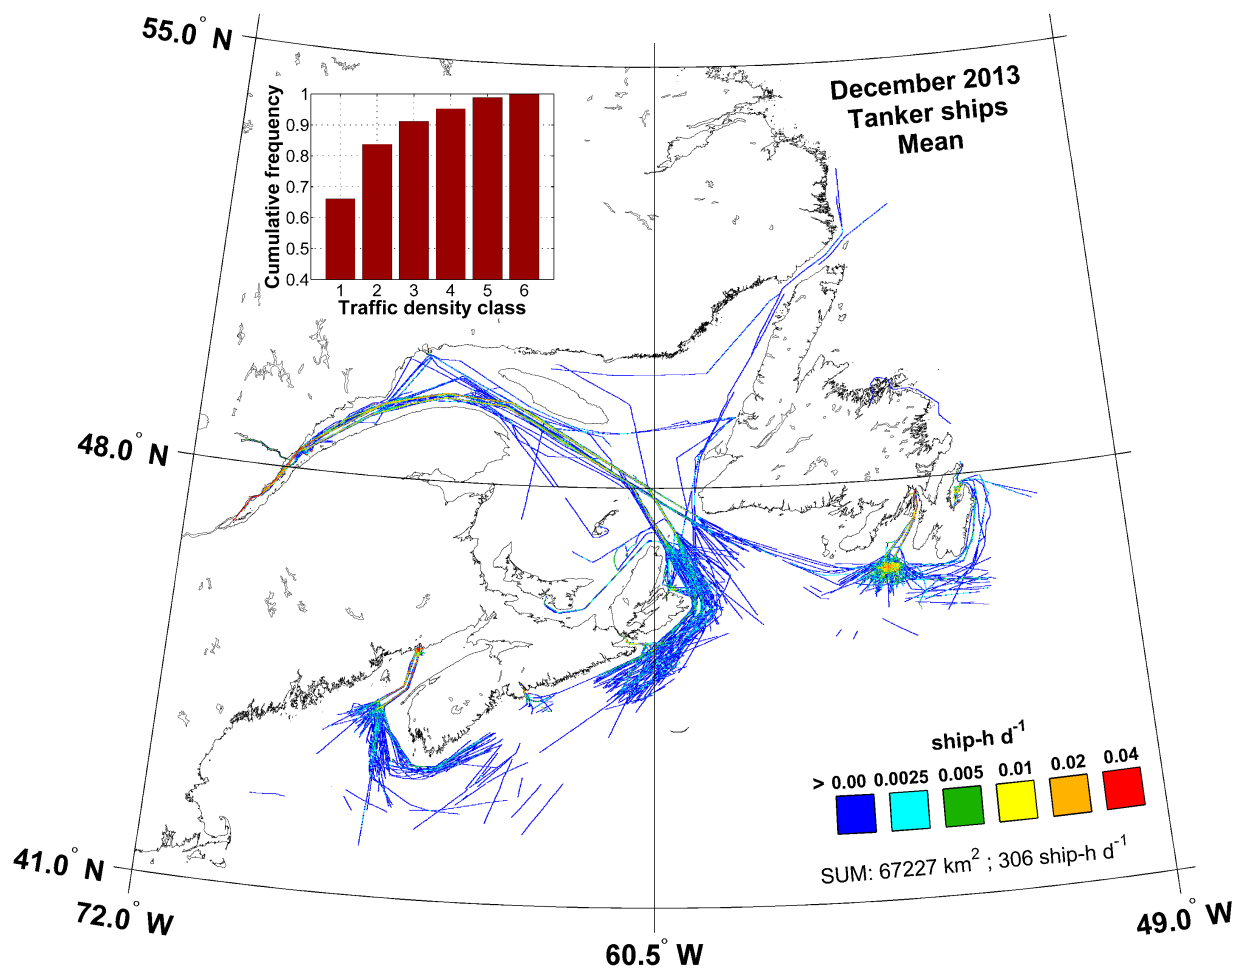 55.0° N
December 2013
Tanker ships
Mean
Cumulative frequency
1
0.9
0.8
0.7
0.6
0.5
0.4
1 2 3 4 5 6
Traffic density class
48.0° N
ship-h d⁻¹
> 0.00 0.0025 0.005 0.01 0.02 0.04
SUM: 67227 km² ; 306 ship-h d⁻¹
41.0° N
72.0° W
60.5° W
49.0° W